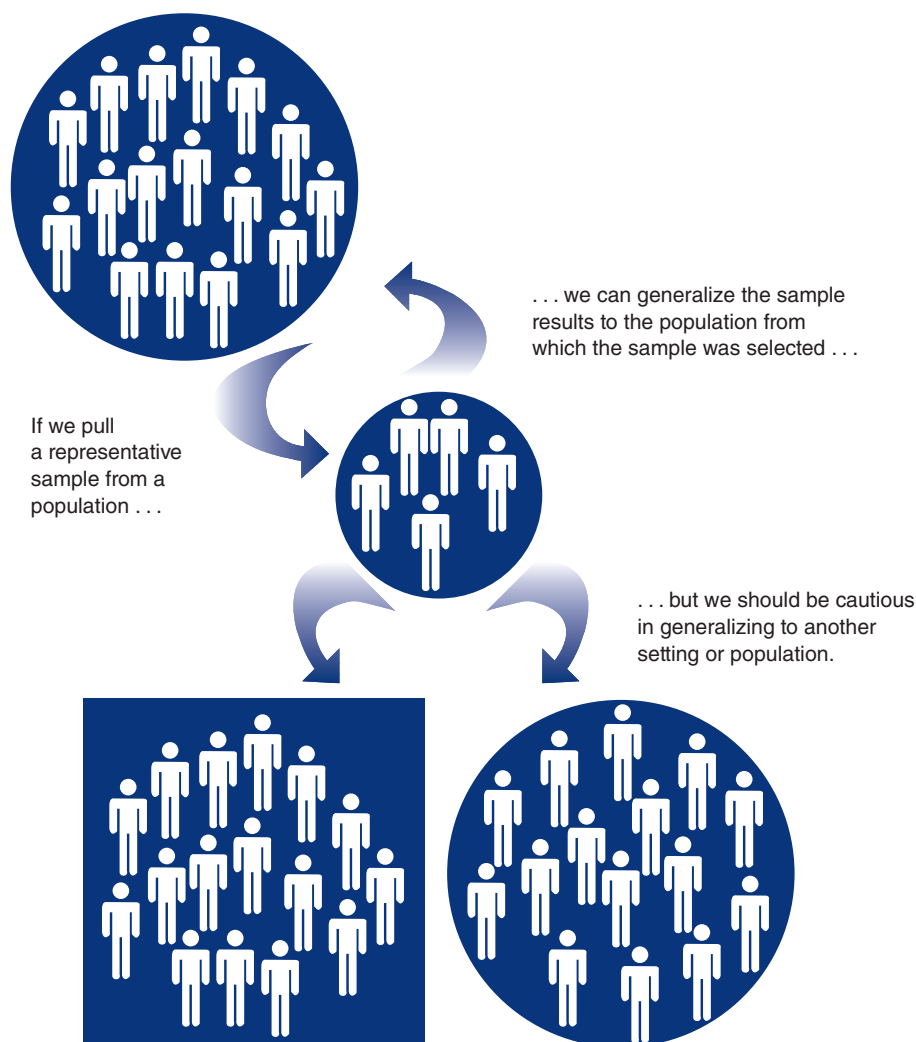 If we pull
a representative
sample from a
population . . .
. . . we can generalize the sample
results to the population from
which the sample was selected . . .
. . . but we should be cautious
in generalizing to another
setting or population.